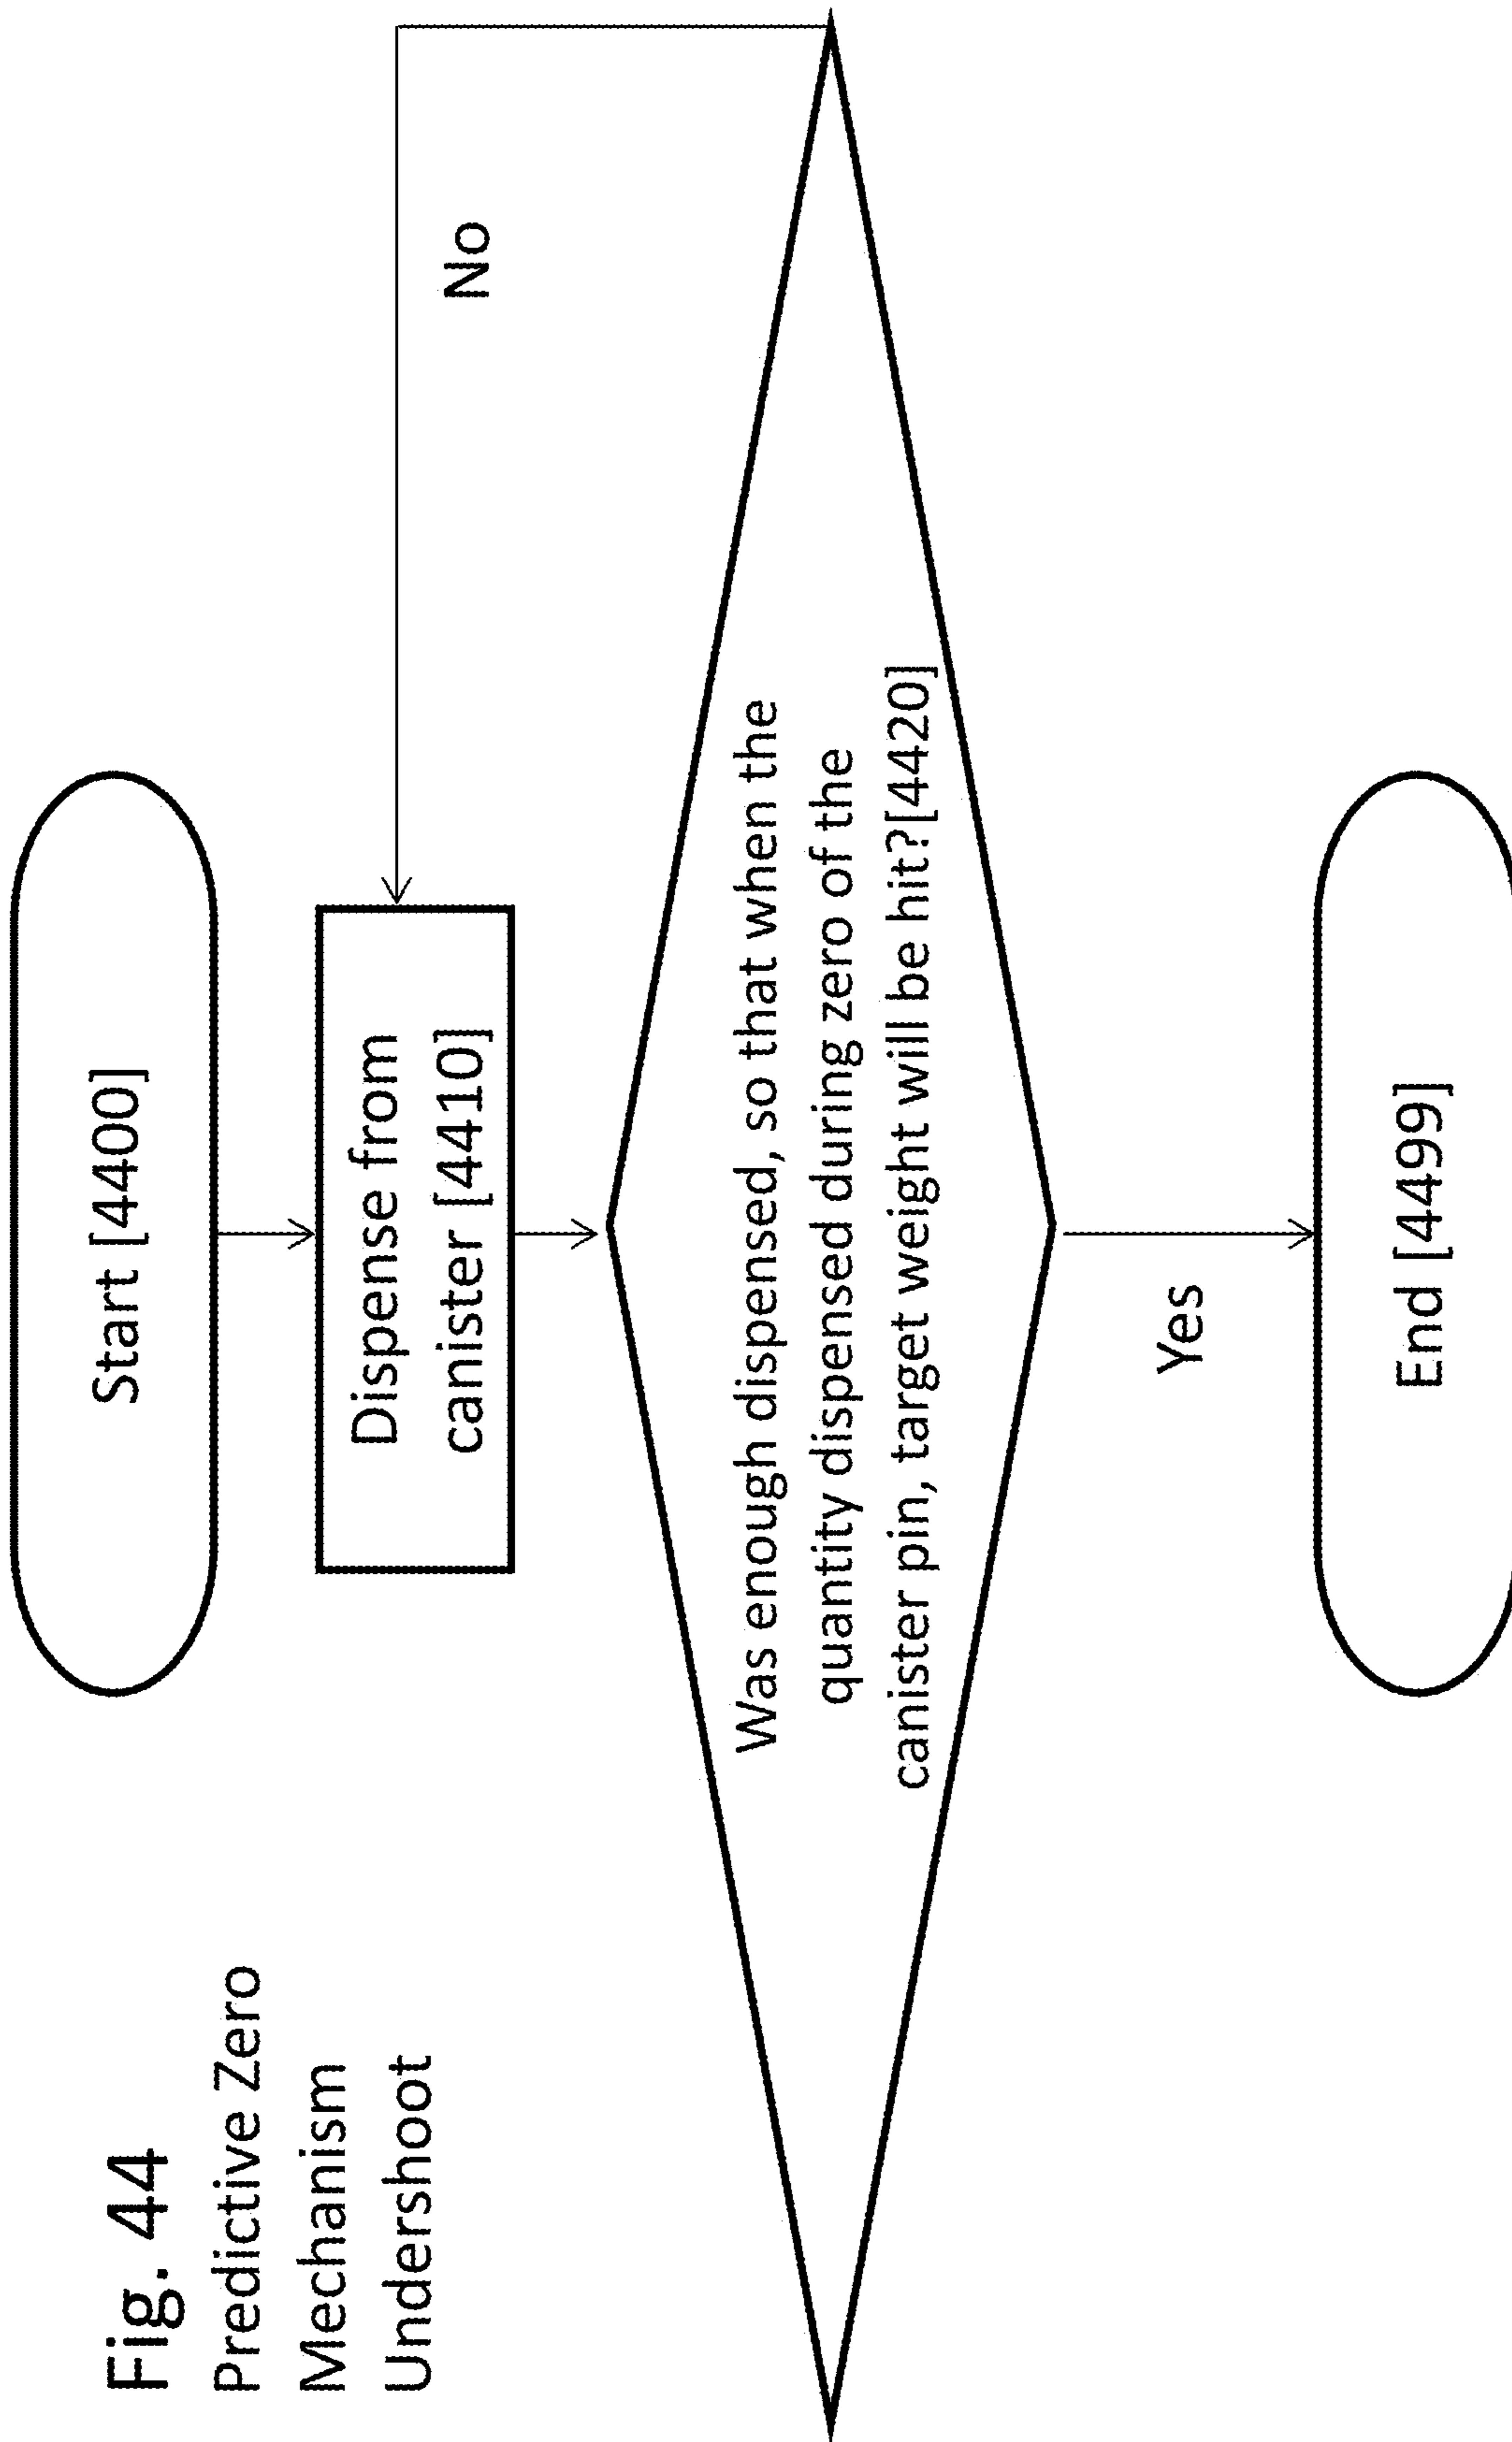 Fig. 44
Predictive Zero
Mechanism
Undershoot
Start [4400]
Dispense from
canister [4410]
No
Was enough dispensed, so that when the
quantity dispensed during zero of the
canister pin, target weight will be hit?[4420]
Yes
End [4499]